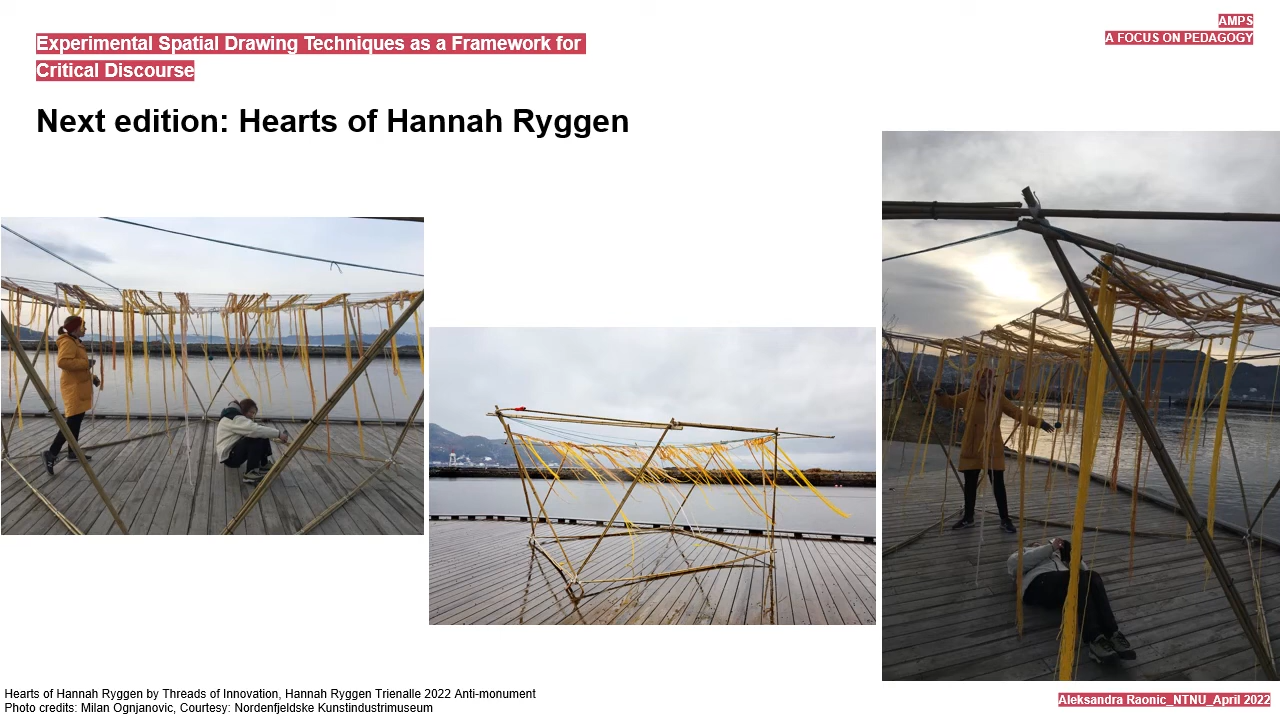 Experimental Spatial Drawing Techniques as a Framework for
Critical Discourse
AMPS
A FOCUS ON PEDAGOGY
Next edition: Hearts of Hannah Ryggen
Hearts of Hannah Ryggen by Threads of Innovation, Hannah Ryggen Trienalle 2022 Anti-monument
Photo credits: Milan Ognjanovic, Courtesy: Nordenfjeldske Kunstindustrimuseum
Aleksandra Raonic_NTNU_April 2022